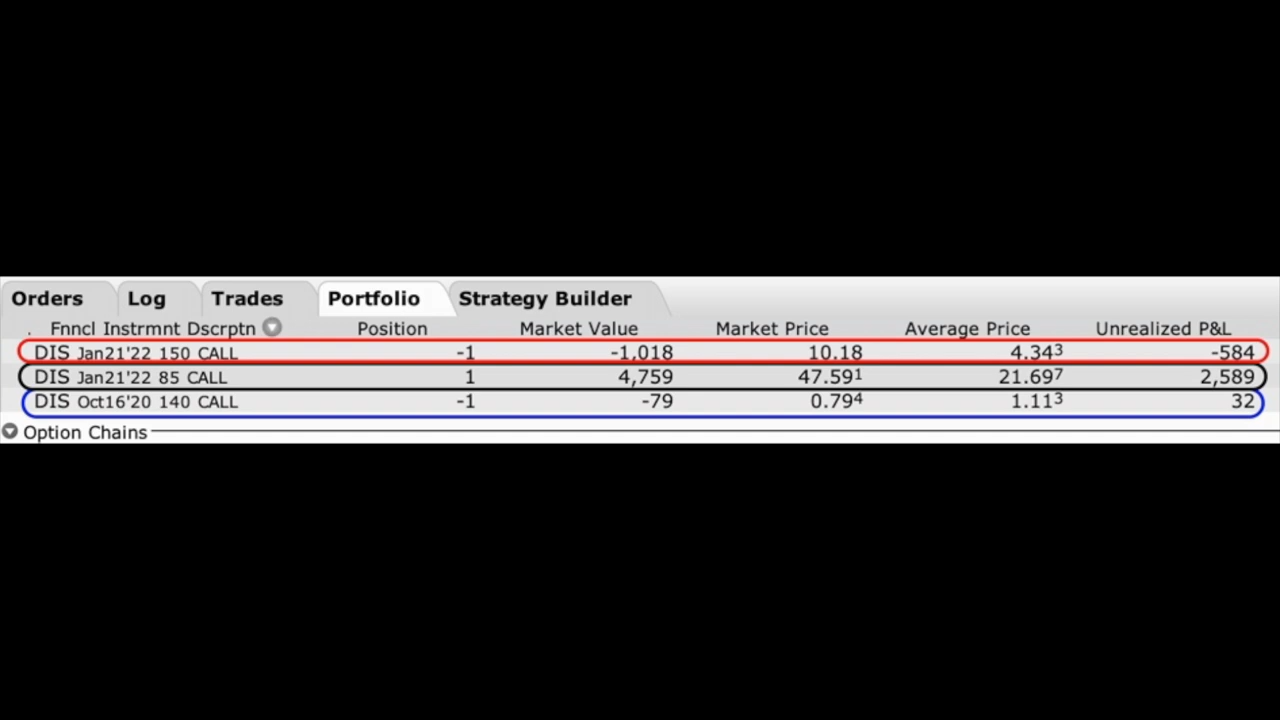 Orders Log Trades Portfolio Strategy Builder
. Fnncl Instrmnt Dscrptn Position Market Value Market Price Average Price Unrealized P&L
DIS Jan21'22 150 CALL -1 -1,018 10.18 4.343 -584
DIS Jan21'22 85 CALL 1 4,759 47.591 21.697 2,589
DIS Oct16'20 140 CALL -1 -79 0.794 1.113 32
Option Chains